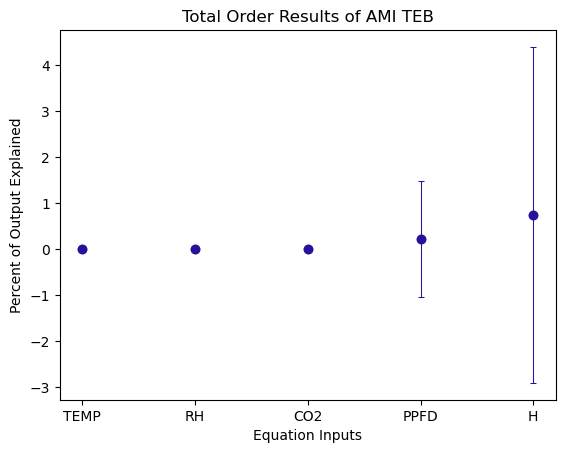 Total Order Results of AMI TEB
Percent of Output Explained
4
3
2
1
0
−1
−2
−3
TEMP RH CO2 PPFD H
Equation Inputs